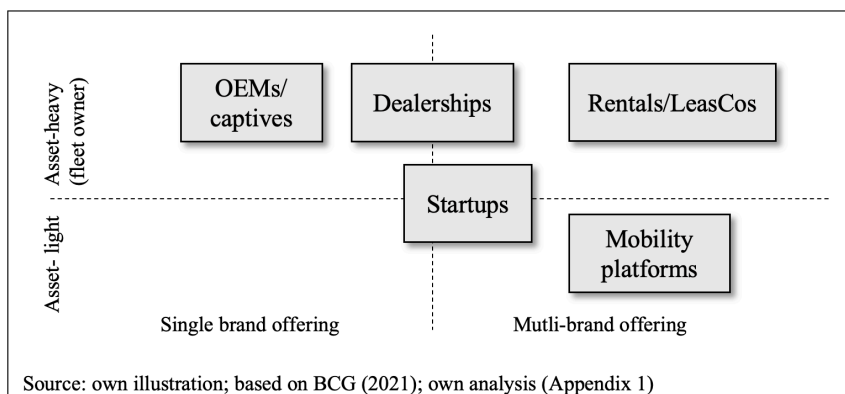 Asset-heavy
(fleet owner)
OEMs/
captives
Dealerships
Rentals/LeasCos
Startups
Asset- light
Mobility
platforms
Single brand offering
Mutli-brand offering
Source: own illustration; based on BCG (2021); own analysis (Appendix 1)